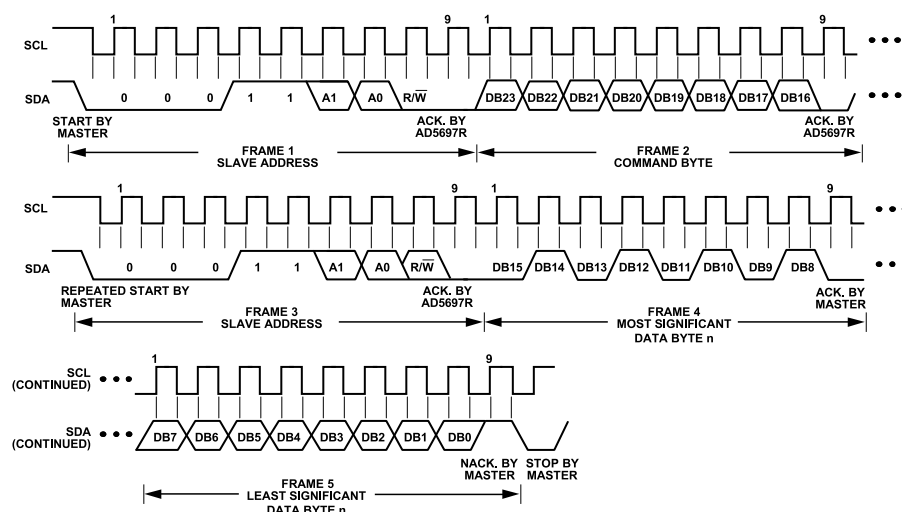 1 9 1
SCL
SDA 0 0 0 1 1 A1 A0 R/W DB23 DB22 DB21 DB20 DB19 DB18 DB17 DB16
START BY MASTER
ACK. BY AD5697R
ACK. BY AD5697R
FRAME 1
SLAVE ADDRESS
FRAME 2
COMMAND BYTE
9
1 9 1 9
SCL
SDA 0 0 0 1 1 A1 A0 R/W DB15 DB14 DB13 DB12 DB11 DB10 DB9 DB8
REPEATED START BY MASTER
ACK. BY AD5697R
ACK. BY MASTER
FRAME 3
SLAVE ADDRESS
FRAME 4
MOST SIGNIFICANT
DATA BYTE n
1 9
SCL
(CONTINUED)
SDA
(CONTINUED)
DB7 DB6 DB5 DB4 DB3 DB2 DB1 DB0
NACK. BY MASTER
STOP BY MASTER
FRAME 5
LEAST SIGNIFICANT
DATA BYTE n